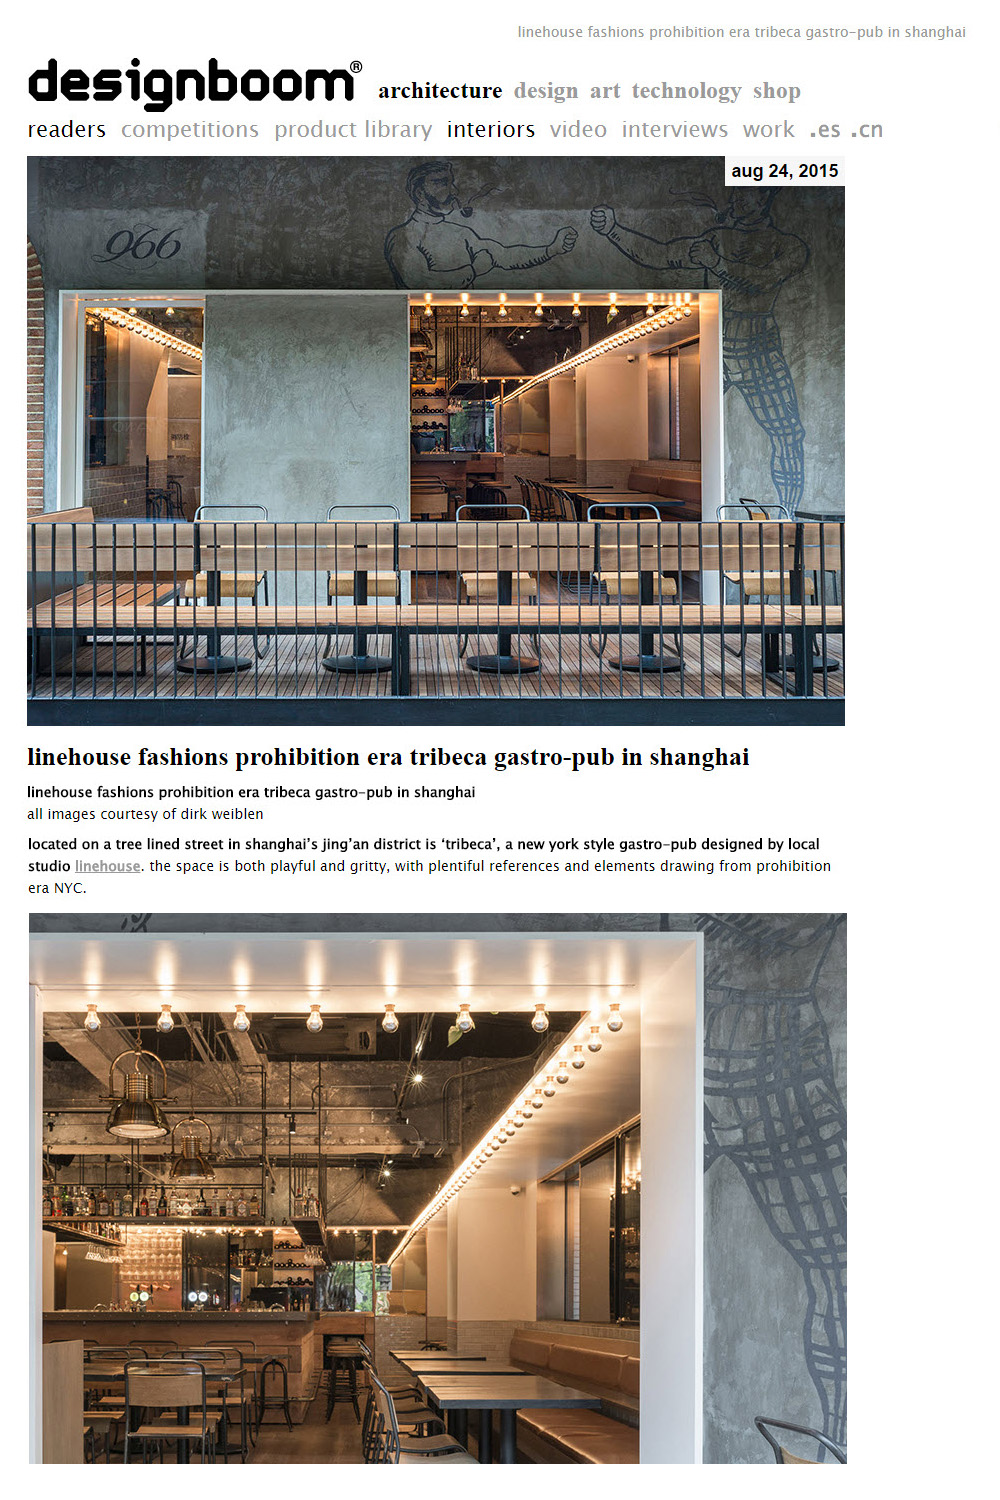 linehouse fashions prohibition era tribeca gastro-pub in shanghai
designboom®
architecture design art technology shop
readers competitions product library interiors video interviews work .es .cn
aug 24, 2015
966
linehouse fashions prohibition era tribeca gastro-pub in shanghai
linehouse fashions prohibition era tribeca gastro-pub in shanghai
all images courtesy of dirk weiblen
located on a tree lined street in shanghai’s jing’an district is ‘tribeca’, a new york style gastro-pub designed by local
studio linehouse. the space is both playful and gritty, with plentiful references and elements drawing from prohibition
era NYC.